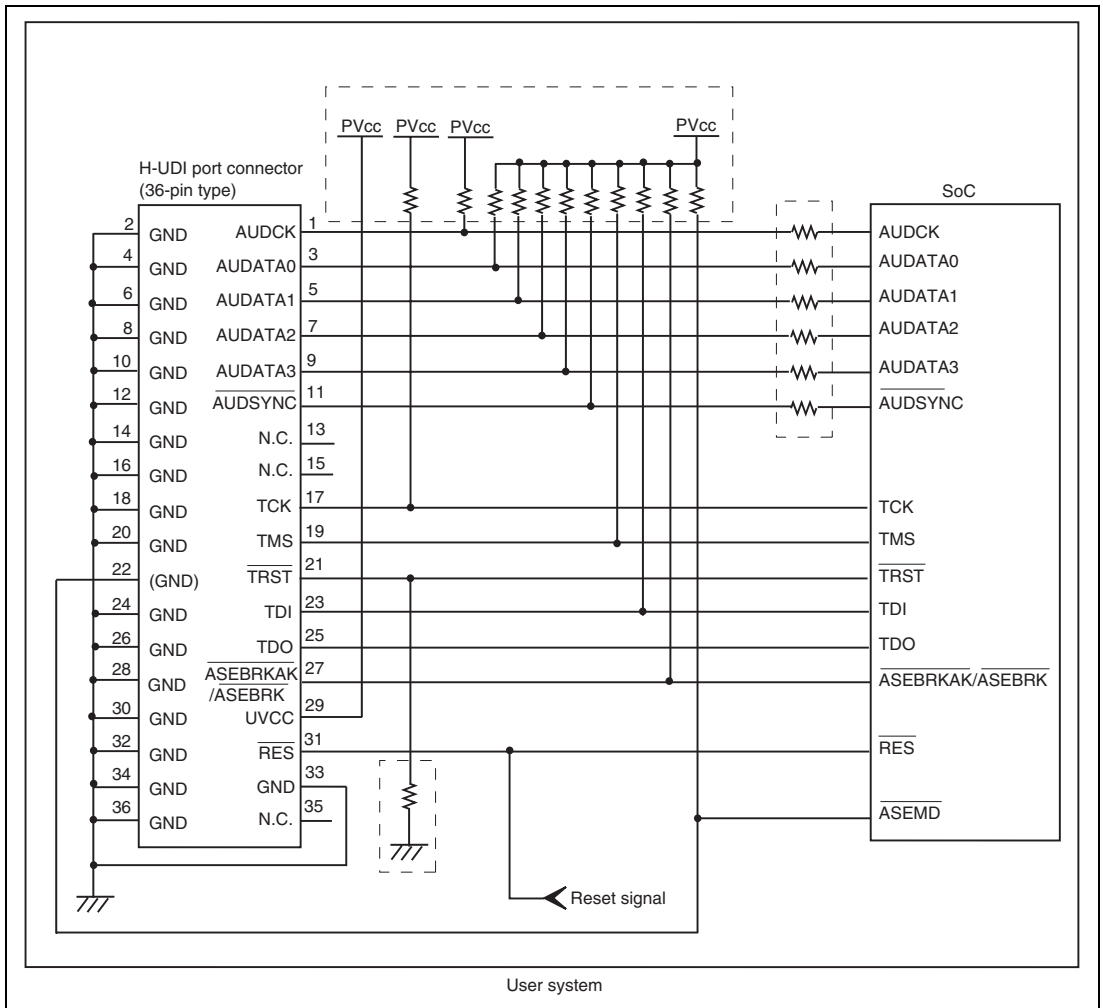 PVcc PVcc PVcc PVcc
H-UDI port connector
(36-pin type)
SoC
2 GND AUDCK 1 AUDCK
4 GND AUDATA0 3 AUDATA0
6 GND AUDATA1 5 AUDATA1
8 GND AUDATA2 7 AUDATA2
10 GND AUDATA3 9 AUDATA3
12 GND AUDSYNC 11 AUDSYNC
14 GND N.C. 13
16 GND N.C. 15
18 GND TCK 17 TCK
20 GND TMS 19 TMS
22 (GND) TRST 21 TRST
24 GND TDI 23 TDI
26 GND TDO 25 TDO
28 GND ASEBRKAK 27 ASEBRKAK/ASEBRK
/ASEBRK
30 GND UVCC 29
32 GND RES 31 RES
34 GND GND 33
36 GND N.C. 35
ASEMD
Reset signal
User system